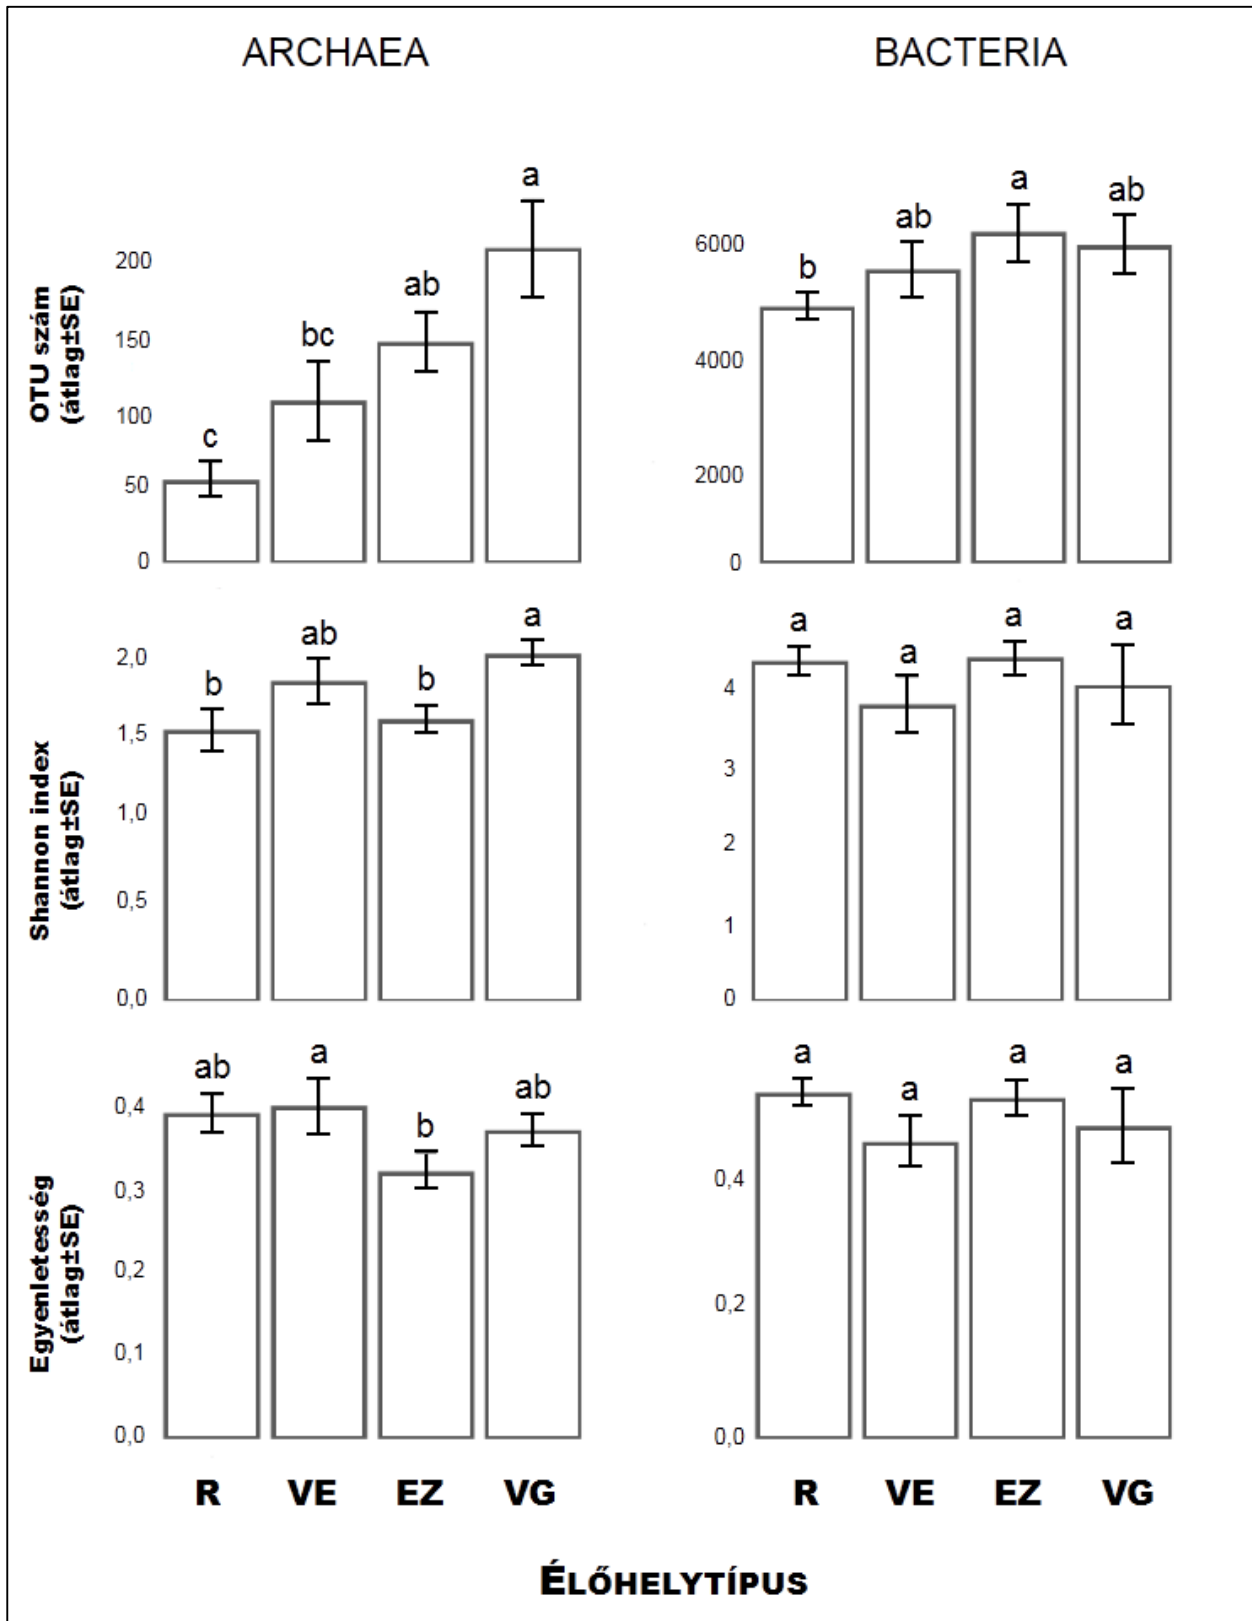 ARCHAEA
BACTERIA
OTU szám
(átlag±SE)
200
150
100
50
0
c
bc
ab
a
6000
4000
2000
0
b
ab
a
ab
Shannon index
(átlag±SE)
2,0
1,5
1,0
0,5
0,0
b
ab
b
a
4
3
2
1
0
a
a
a
a
Egyenletesség
(átlag±SE)
0,4
0,3
0,2
0,1
0,0
ab
a
b
ab
0,4
0,2
0,0
a
a
a
a
R VE EZ VG
R VE EZ VG
ÉLŐHELYTÍPUS